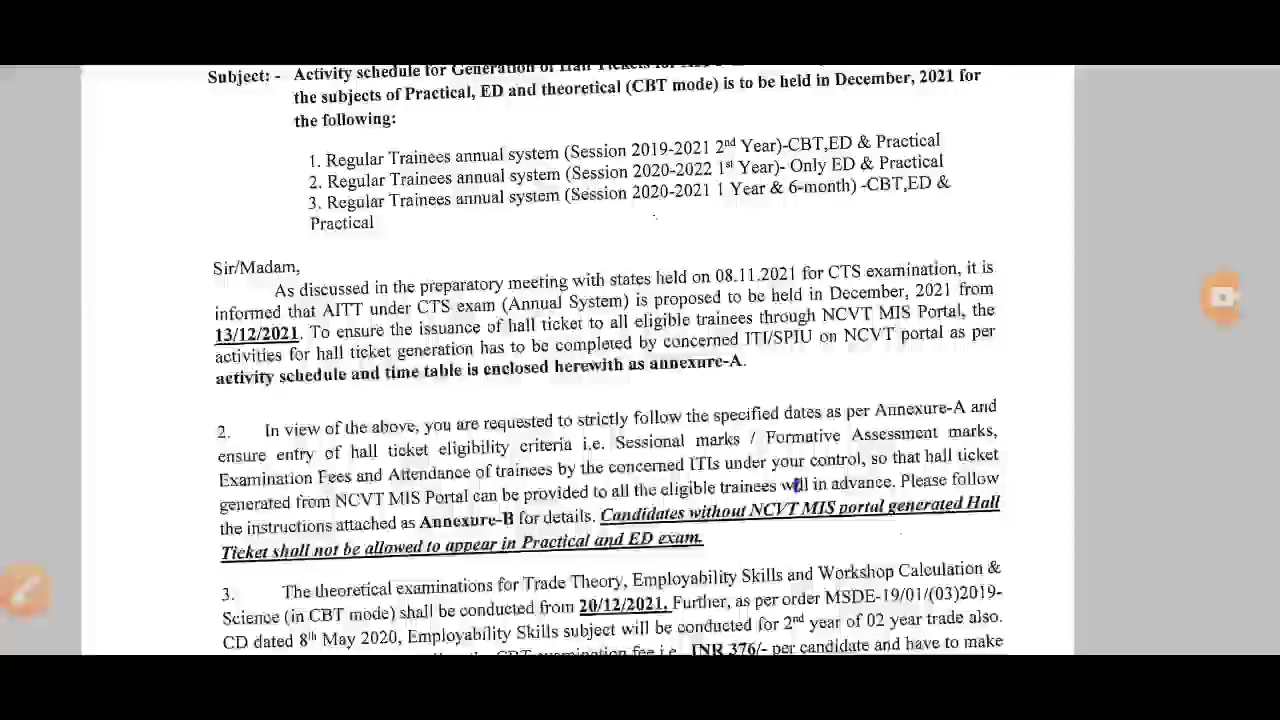 Subject: - Activity schedule for Generation of Hall Tickets for
the subjects of Practical, ED and theoretical (CBT mode) is to be held in December, 2021 for
the following:
1. Regular Trainees annual system (Session 2019-2021 2nd Year)-CBT,ED & Practical
2. Regular Trainees annual system (Session 2020-2022 1st Year)- Only ED & Practical
3. Regular Trainees annual system (Session 2020-2021 1 Year & 6-month) -CBT,ED &
Practical
Sir/Madam,
As discussed in the preparatory meeting with states held on 08.11.2021 for CTS examination, it is
informed that AITT under CTS exam (Annual System) is proposed to be held in December, 2021 from
13/12/2021. To ensure the issuance of hall ticket to all eligible trainees through NCVT MIS Portal, the
activities for hall ticket generation has to be completed by concerned ITI/SPIU on NCVT portal as per
activity schedule and time table is enclosed herewith as annexure-A.
2. In view of the above, you are requested to strictly follow the specified dates as per Annexure-A and
ensure entry of hall ticket eligibility criteria i.e. Sessional marks / Formative Assessment marks,
Examination Fees and Attendance of trainees by the concerned ITIs under your control, so that hall ticket
generated from NCVT MIS Portal can be provided to all the eligible trainees well in advance. Please follow
the instructions attached as Annexure-B for details. Candidates without NCVT MIS portal generated Hall
Ticket shall not be allowed to appear in Practical and ED exam.
3. The theoretical examinations for Trade Theory, Employability Skills and Workshop Calculation &
Science (in CBT mode) shall be conducted from 20/12/2021. Further, as per order MSDE-19/01/(03)2019-
CD dated 8th May 2020, Employability Skills subject will be conducted for 2nd year of 02 year trade also.
CBT examination fee i.e. INR 376/- per candidate and have to make